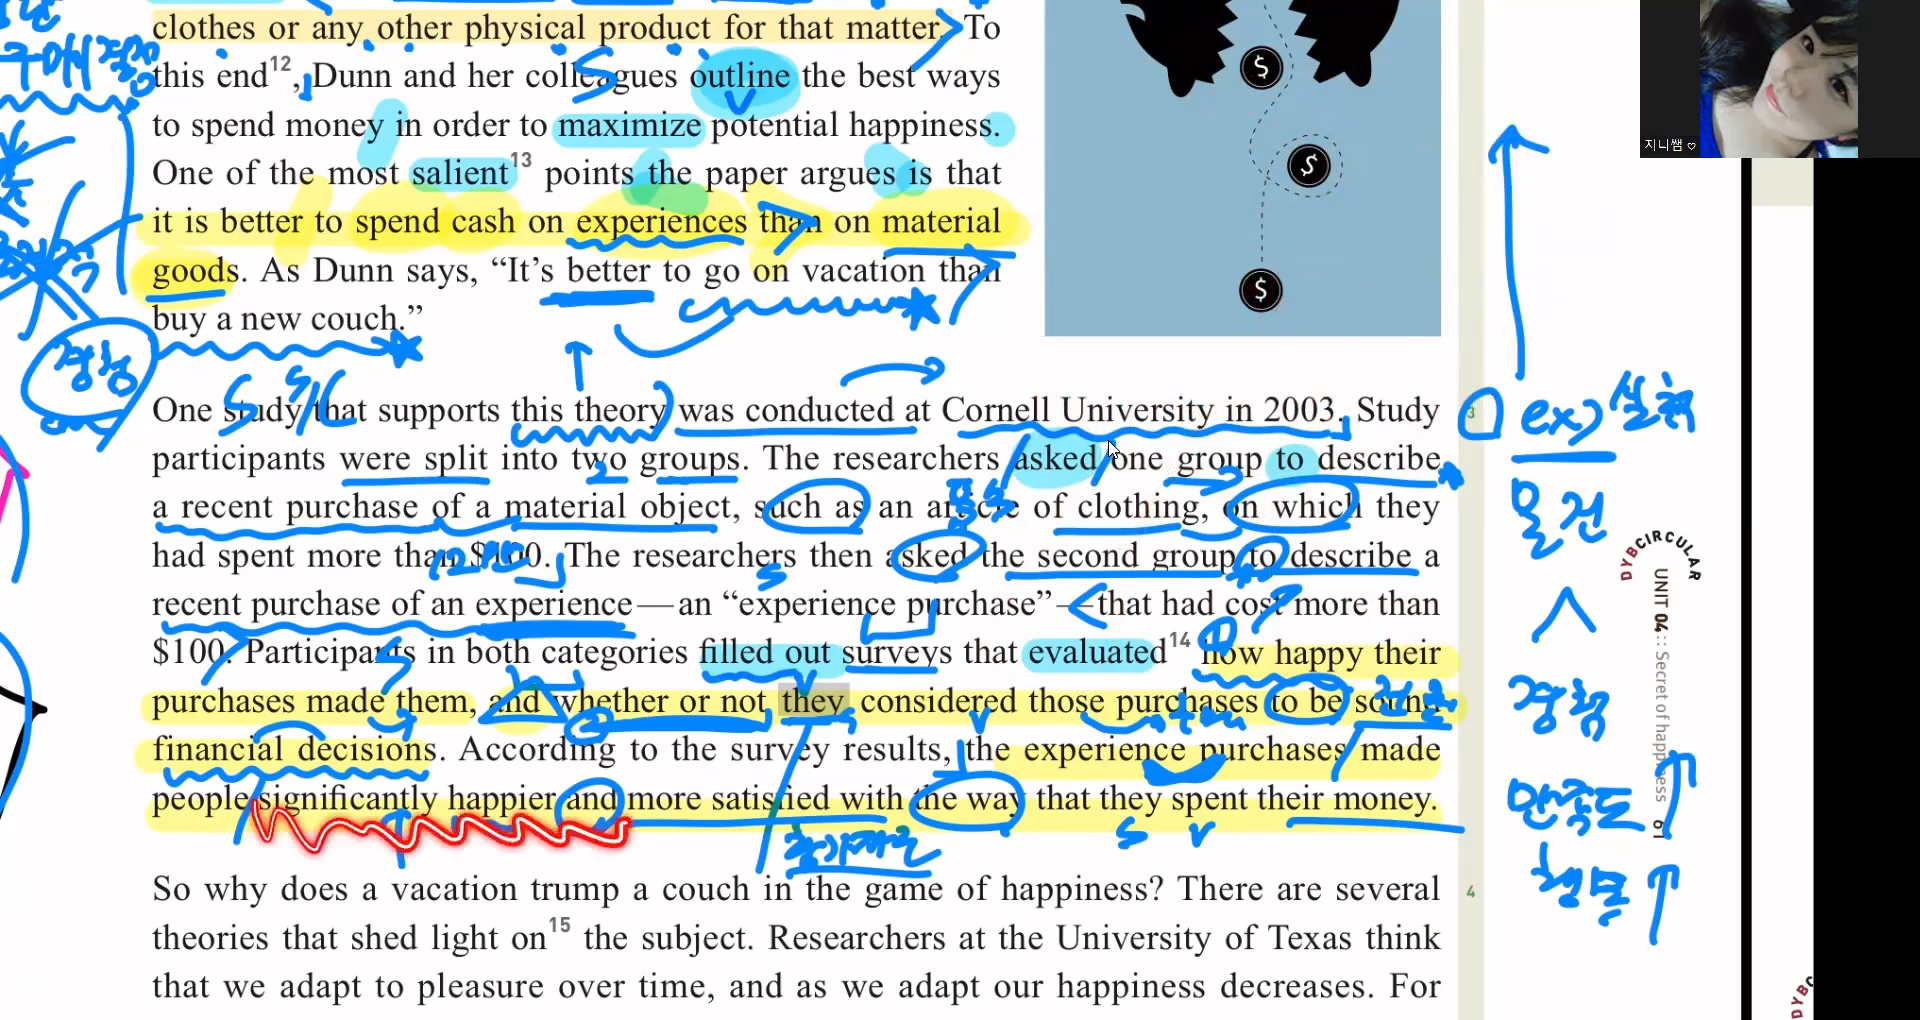 clothes or any other physical product for that matter. To
this end12, Dunn and her colleagues outline the best ways
to spend money in order to maximize potential happiness.
One of the most salient13 points the paper argues is that
it is better to spend cash on experiences than on material
goods. As Dunn says, “It’s better to go on vacation than
buy a new couch.”
경험
S S/C
One study that supports this theory was conducted at Cornell University in 2003. Study
participants were split into two groups. The researchers asked one group to describe
a recent purchase of a material object, such as an article of clothing, on which they
had spent more than $100. The researchers then asked the second group to describe a
recent purchase of an experience—an “experience purchase”—that had cost more than
$100. Participants in both categories filled out surveys that evaluated14 how happy their
purchases made them, and whether or not they considered those purchases to be sound
financial decisions. According to the survey results, the experience purchases made
people significantly happier and more satisfied with the way that they spent their money.
S V
So why does a vacation trump a couch in the game of happiness? There are several
theories that shed light on15 the subject. Researchers at the University of Texas think
that we adapt to pleasure over time, and as we adapt our happiness decreases. For
3
4
ex) 실험
물건
경험
만족도
행복
지니쌤
DYBCIRCULAR
UNIT 04 :: Secret of happiness 61
$
$
$
DYBC